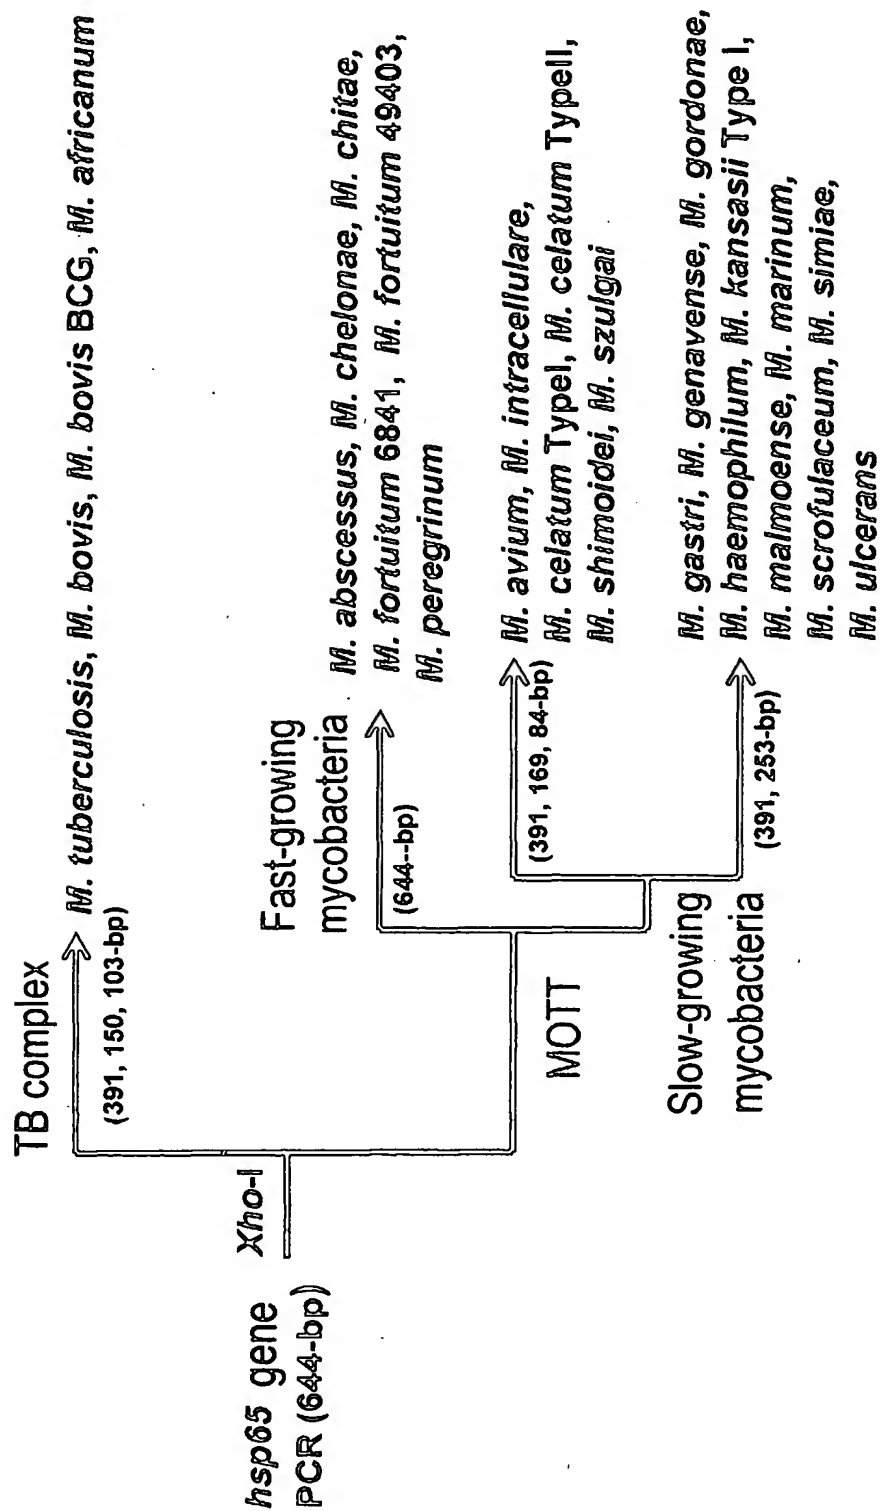 hsp65 gene
PCR (644-bp)
Xho-I
TB complex
(391, 150, 103-bp)
M. tuberculosis, M. bovis, M. bovis BCG, M. africanum
MOTT
Fast-growing
mycobacteria
(644--bp)
M. abscessus, M. chelonae, M. chitae,
M. fortuitum 6841, M. fortuitum 49403,
M. peregrinum
Slow-growing
mycobacteria
(391, 169, 84-bp)
M. avium, M. intracellulare,
M. celatum TypeI, M. celatum TypeII,
M. shimoidei, M. szulgai
(391, 253-bp)
M. gastri, M. genavense, M. gordonae,
M. haemophilum, M. kansasii Type I,
M. malmoense, M. marinum,
M. scrofulaceum, M. simiae,
M. ulcerans